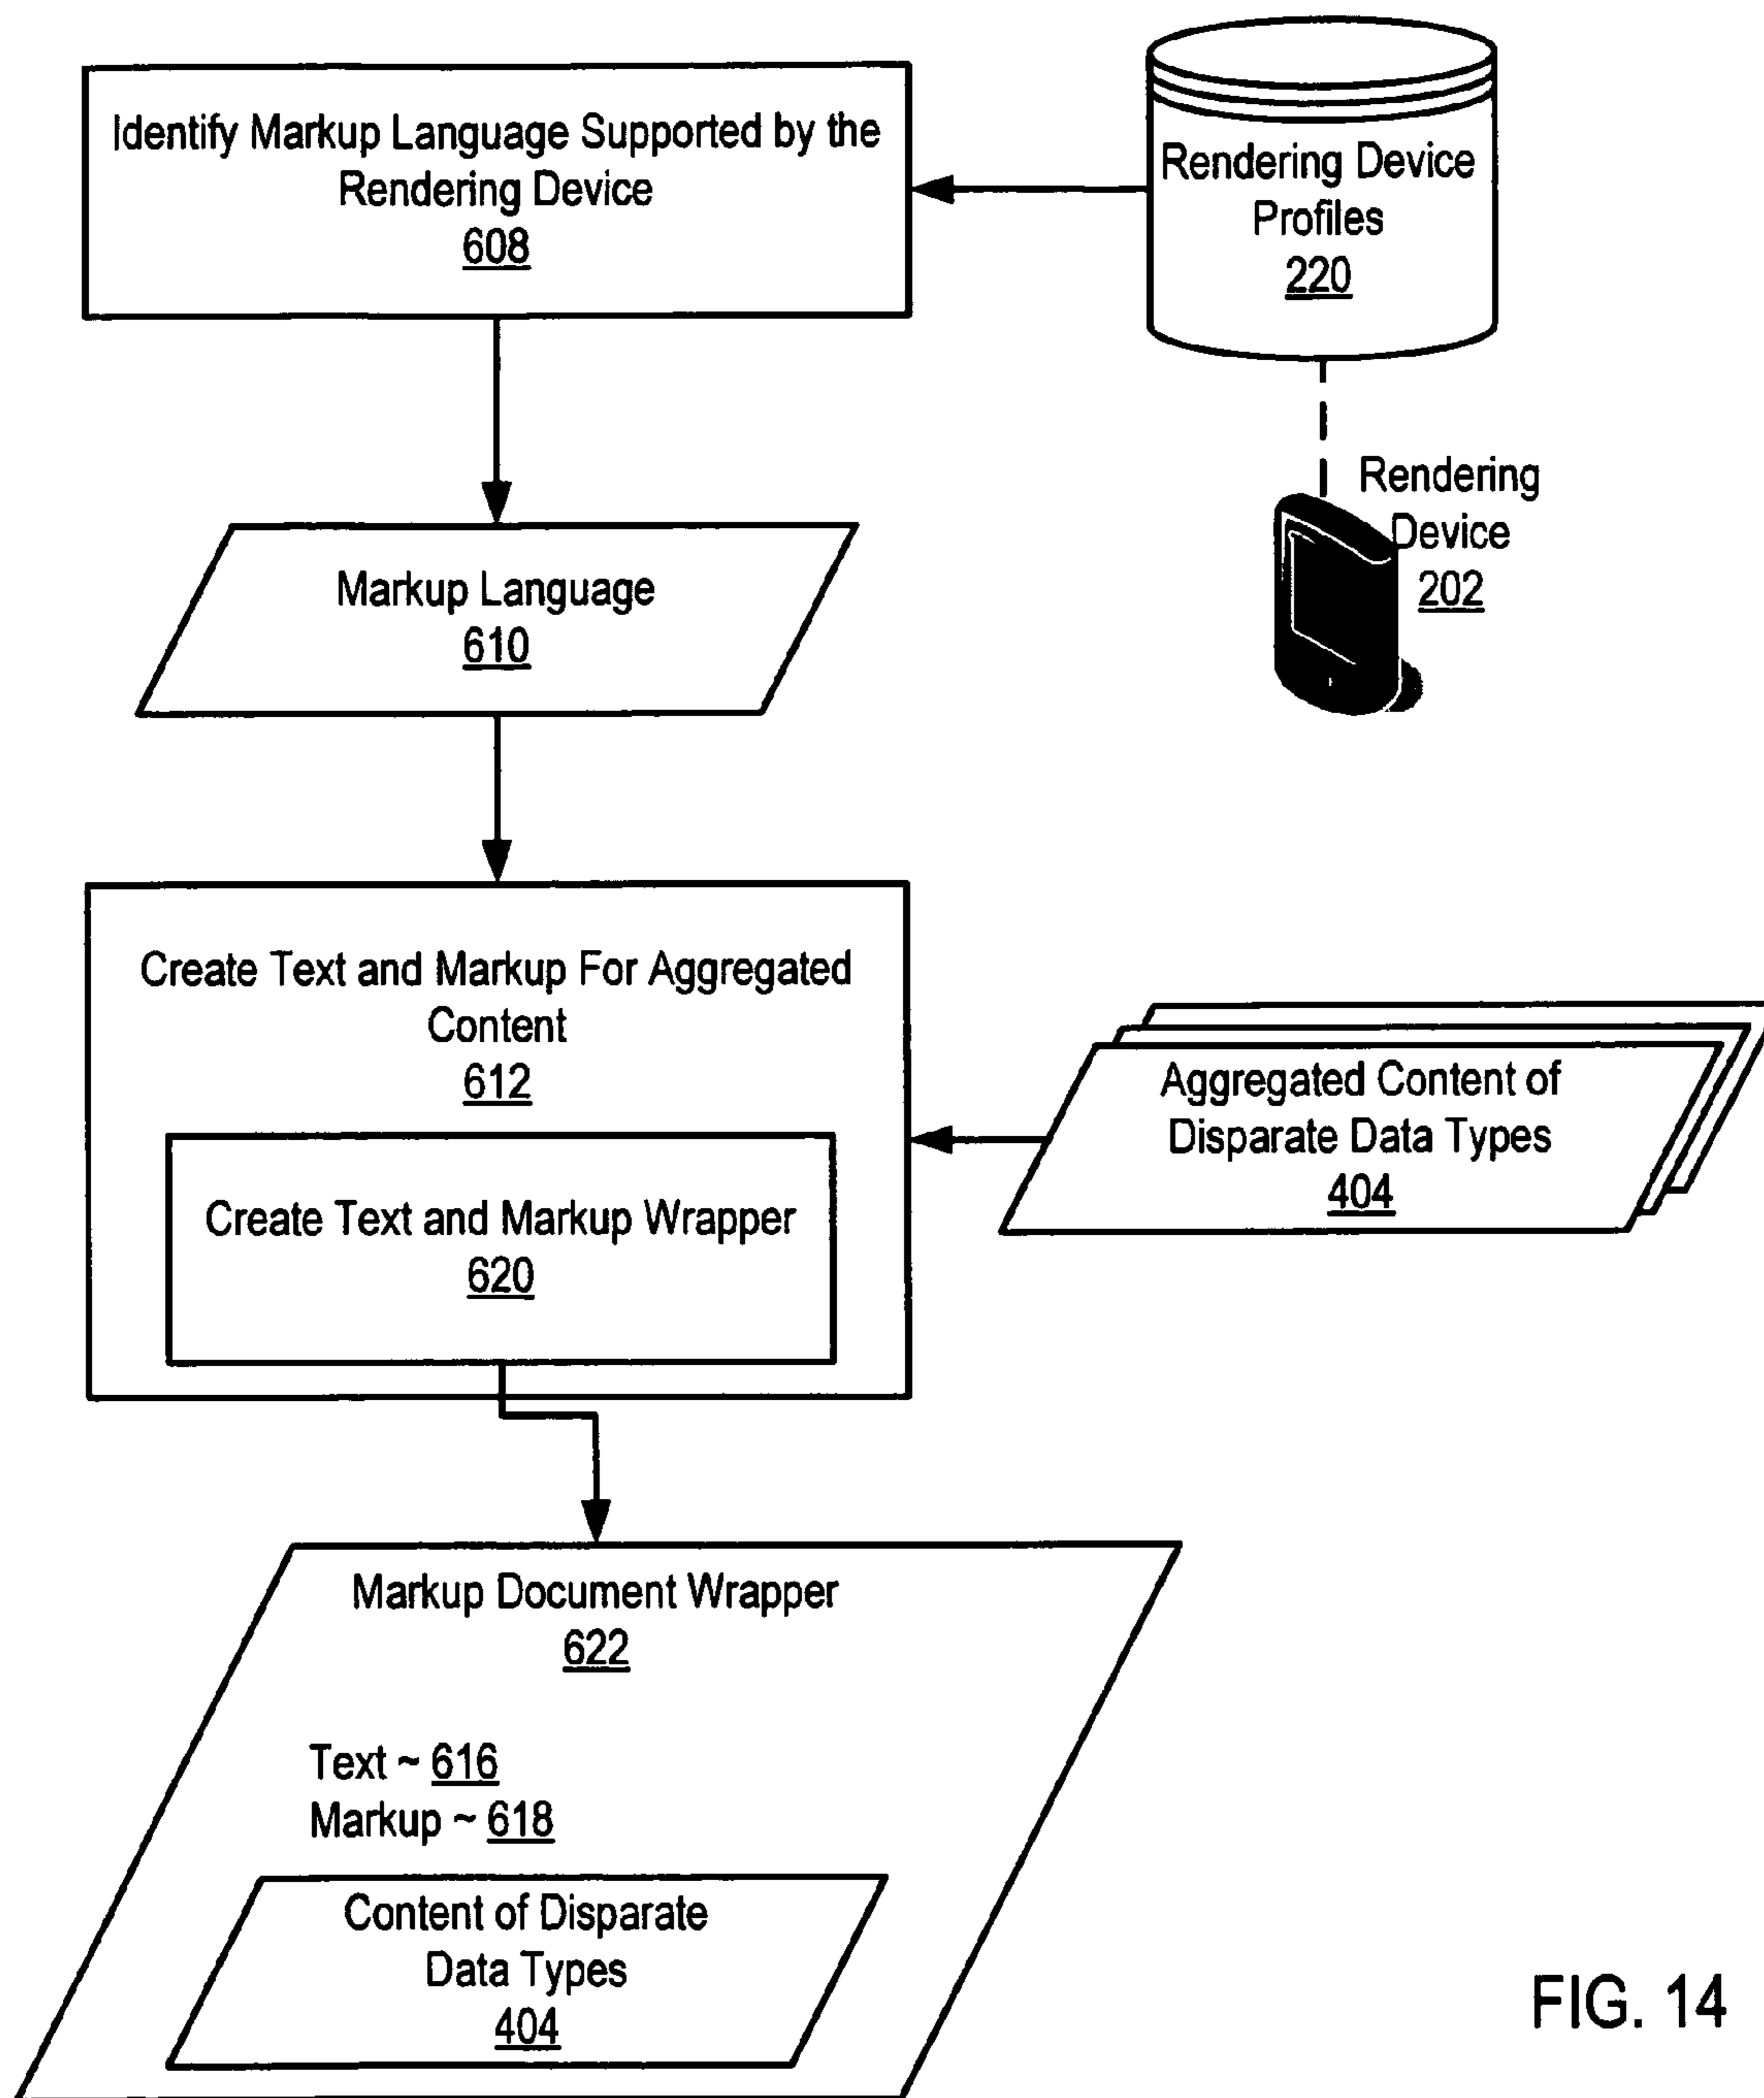 Identify Markup Language Supported by the
Rendering Device
608
Rendering Device
Profiles
220
Rendering
Device
202
Markup Language
610
Create Text and Markup For Aggregated
Content
612
Aggregated Content of
Disparate Data Types
404
Create Text and Markup Wrapper
620
Markup Document Wrapper
622
Text ~ 616
Markup ~ 618
Content of Disparate
Data Types
404
FIG. 14